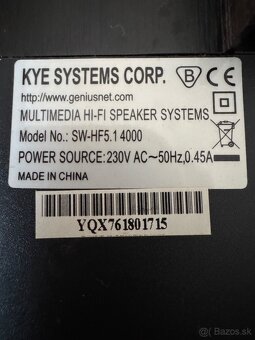 KYE SYSTEMS CORP.
http://www.geniusnet.com
MULTIMEDIA HI-FI SPEAKER SYSTEMS
Model No.: SW-HF5.1 4000
POWER SOURCE:230V AC~50Hz,0.45A
MADE IN CHINA
YQX761801715
Bazos.sk